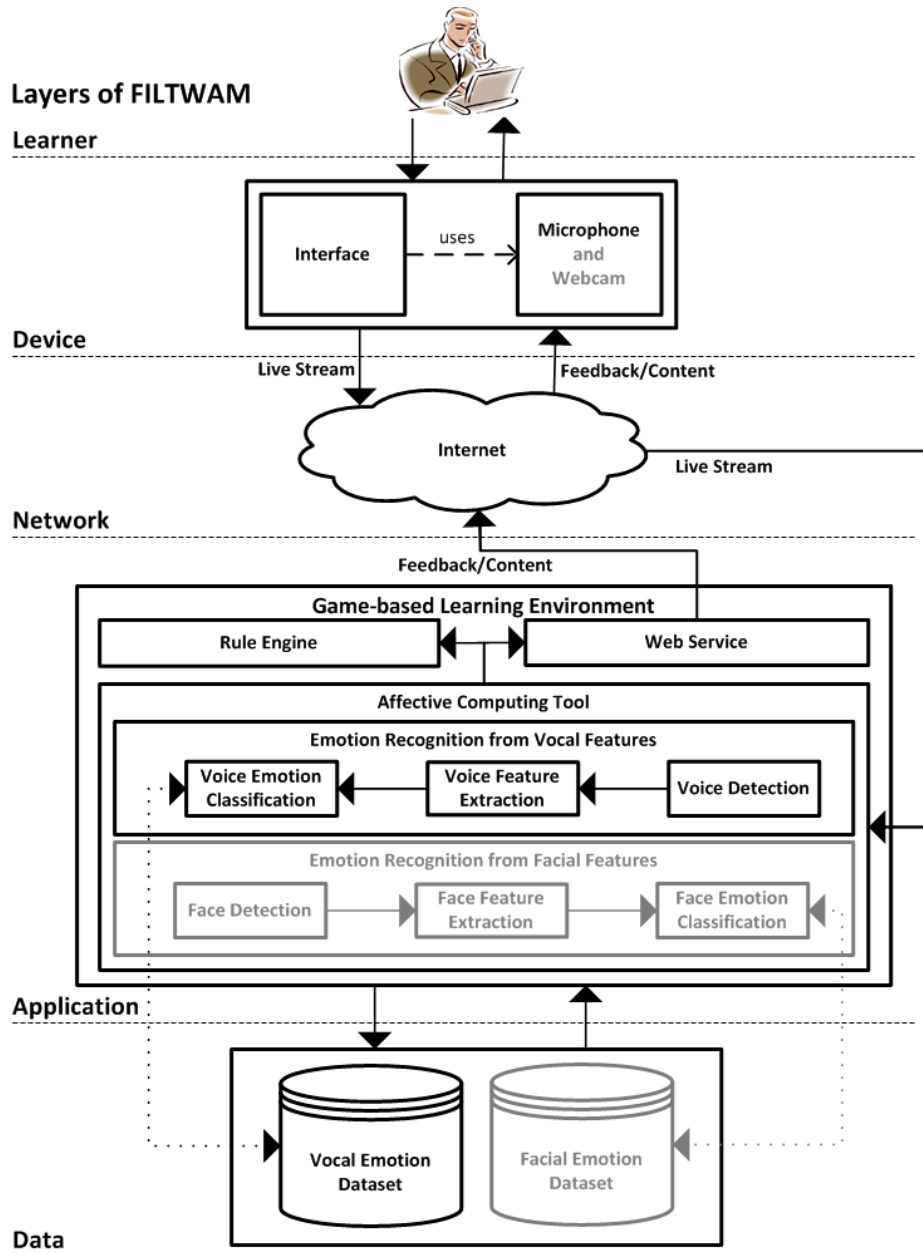 Layers of FILTWAM
Learner
Interface
uses
Microphone
and
Webcam
Device
Live Stream
Feedback/Content
Internet
Live Stream
Network
Feedback/Content
Game-based Learning Environment
Rule Engine
Web Service
Affective Computing Tool
Emotion Recognition from Vocal Features
Voice Emotion
Classification
Voice Feature
Extraction
Voice Detection
Emotion Recognition from Facial Features
Face Detection
Face Feature
Extraction
Face Emotion
Classification
Application
Vocal Emotion
Dataset
Facial Emotion
Dataset
Data